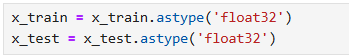 x_train = x_train.astype('float32')
x_test = x_test.astype('float32')